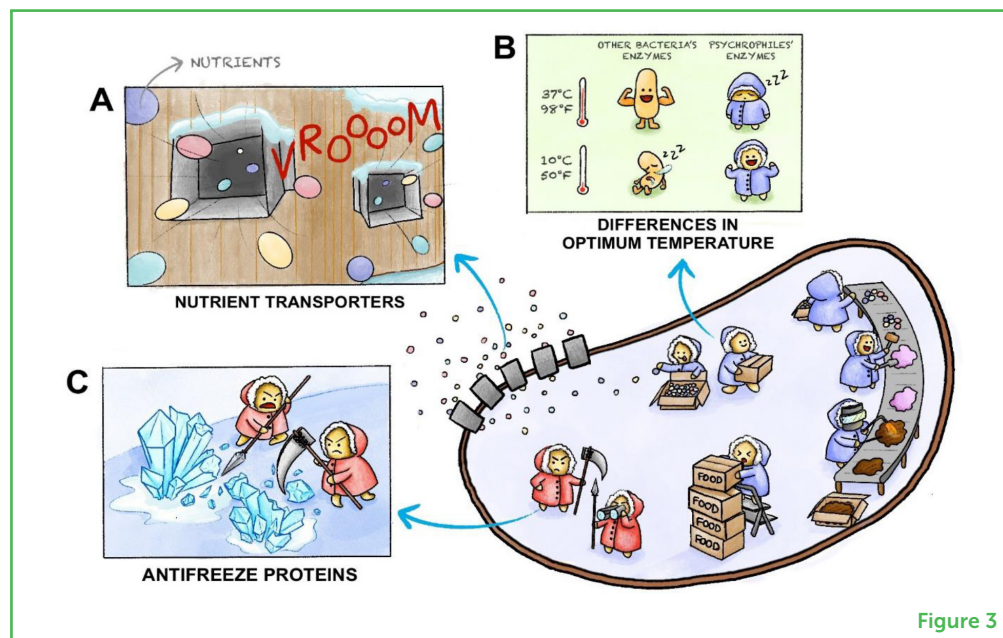 NUTRIENTS
A
VROOOOM
NUTRIENT TRANSPORTERS
B
OTHER BACTERIA'S
ENZYMES
PSYCHROPHILES'
ENZYMES
37°C
98°F
zzz
10°C
50°F
zzz
DIFFERENCES IN
OPTIMUM TEMPERATURE
C
ANTIFREEZE PROTEINS
FOOD
FOOD
FOOD
FOOD
Figure 3